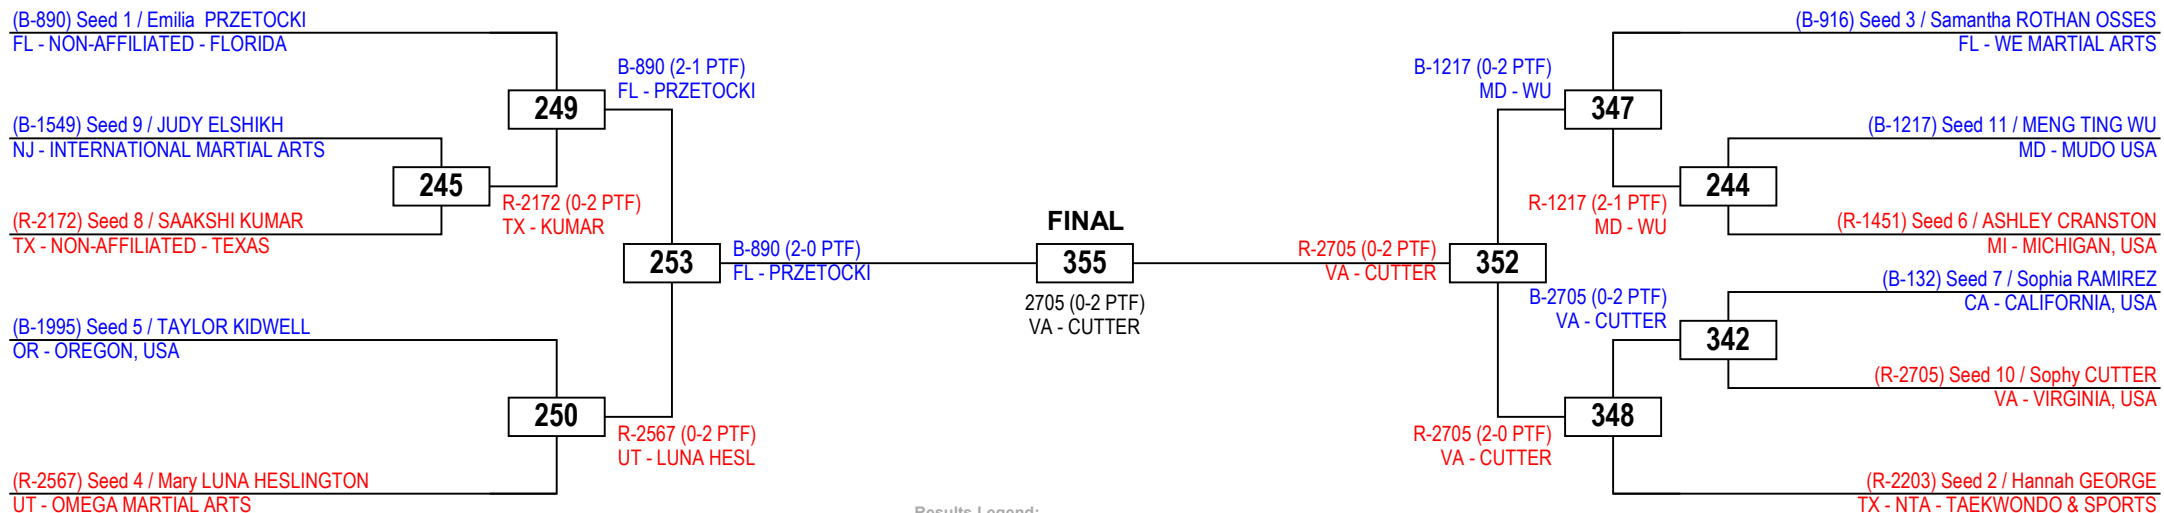 (B-890) Seed 1 / Emilia PRZETOCKI
FL - NON-AFFILIATED - FLORIDA
(B-1549) Seed 9 / JUDY ELSHIKH
NJ - INTERNATIONAL MARTIAL ARTS
(R-2172) Seed 8 / SAAKSHI KUMAR
TX - NON-AFFILIATED - TEXAS
(B-1995) Seed 5 / TAYLOR KIDWELL
OR - OREGON, USA
(R-2567) Seed 4 / Mary LUNA HESLINGTON
UT - OMEGA MARTIAL ARTS
245
R-2172 (0-2 PTF)
TX - KUMAR
249
B-890 (2-1 PTF)
FL - PRZETOCKI
250
R-2567 (0-2 PTF)
UT - LUNA HESL
253
B-890 (2-0 PTF)
FL - PRZETOCKI
FINAL
355
2705 (0-2 PTF)
VA - CUTTER
R-2705 (0-2 PTF)
VA - CUTTER
352
B-1217 (0-2 PTF)
MD - WU
347
R-1217 (2-1 PTF)
MD - WU
244
B-2705 (0-2 PTF)
VA - CUTTER
342
R-2705 (2-0 PTF)
VA - CUTTER
348
(B-916) Seed 3 / Samantha ROTHAN OSSES
FL - WE MARTIAL ARTS
(B-1217) Seed 11 / MENG TING WU
MD - MUDO USA
(R-1451) Seed 6 / ASHLEY CRANSTON
MI - MICHIGAN, USA
(B-132) Seed 7 / Sophia RAMIREZ
CA - CALIFORNIA, USA
(R-2705) Seed 10 / Sophy CUTTER
VA - VIRGINIA, USA
(R-2203) Seed 2 / Hannah GEORGE
TX - NTA - TAEKWONDO & SPORTS
Results Legend: